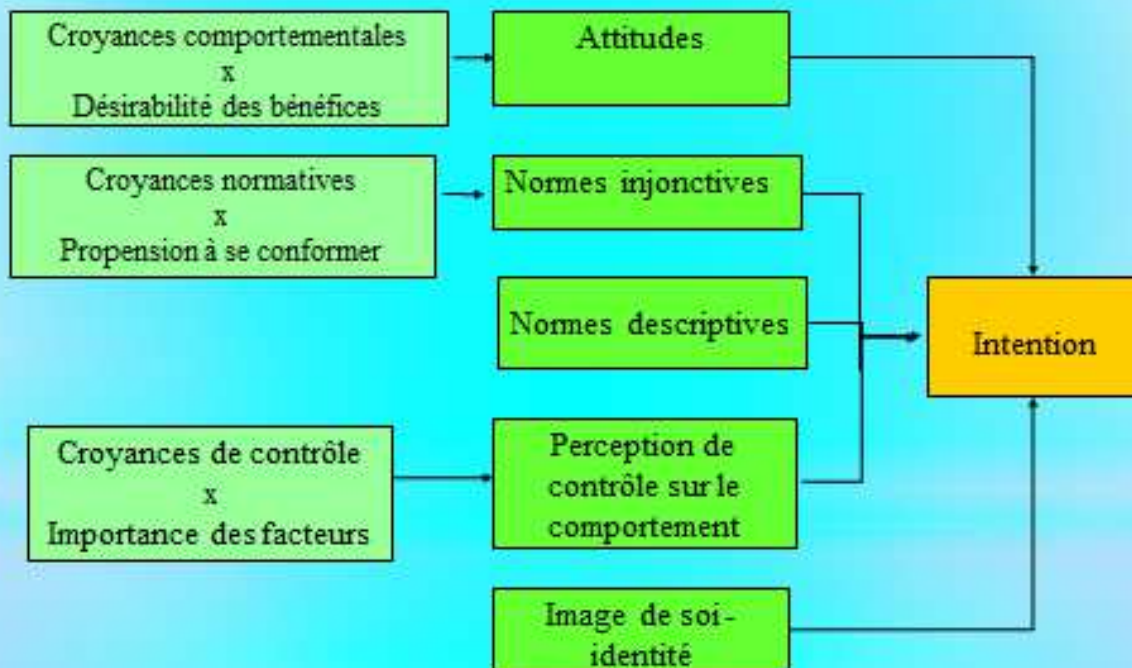 Croyances comportementales
x
Désirabilité des bénéfices
Attitudes
Croyances normatives
x
Propension à se conformer
Normes injonctives
Normes descriptives
Intention
Croyances de contrôle
x
Importance des facteurs
Perception de
contrôle sur le
comportement
Image de soi-
identité